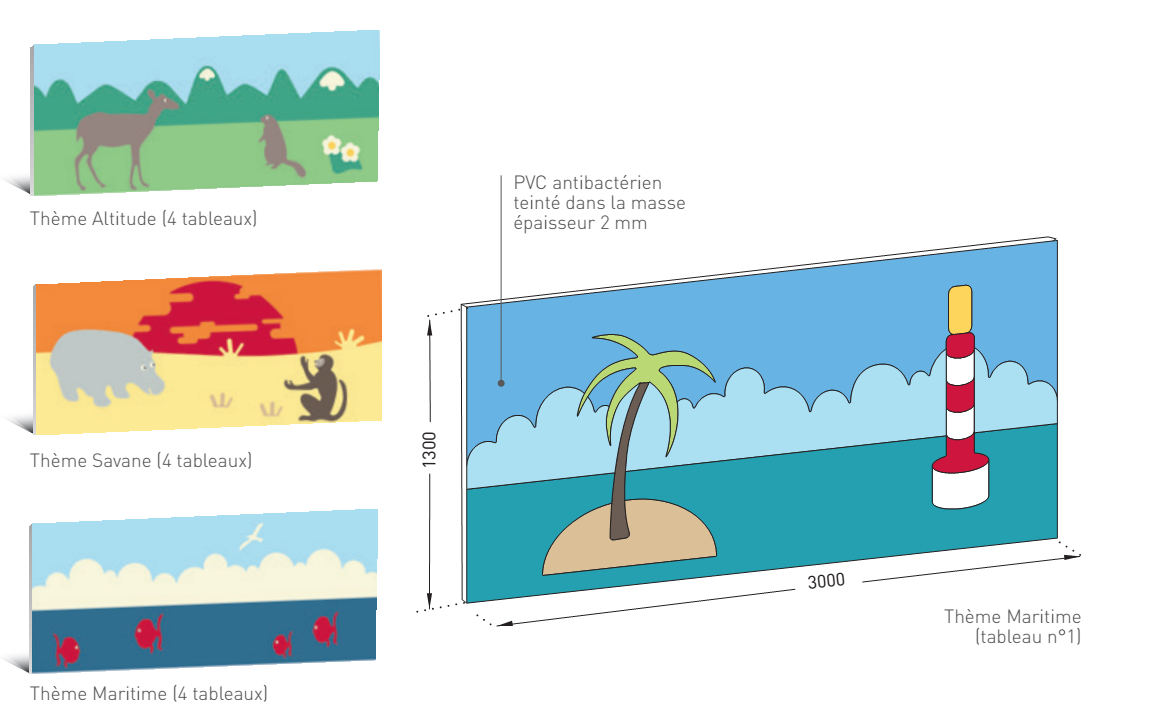 Thème Altitude (4 tableaux)
Thème Savane (4 tableaux)
Thème Maritime (4 tableaux)
PVC antibactérien
teinté dans la masse
épaisseur 2 mm
1300
3000
Thème Maritime
(tableau n°1)